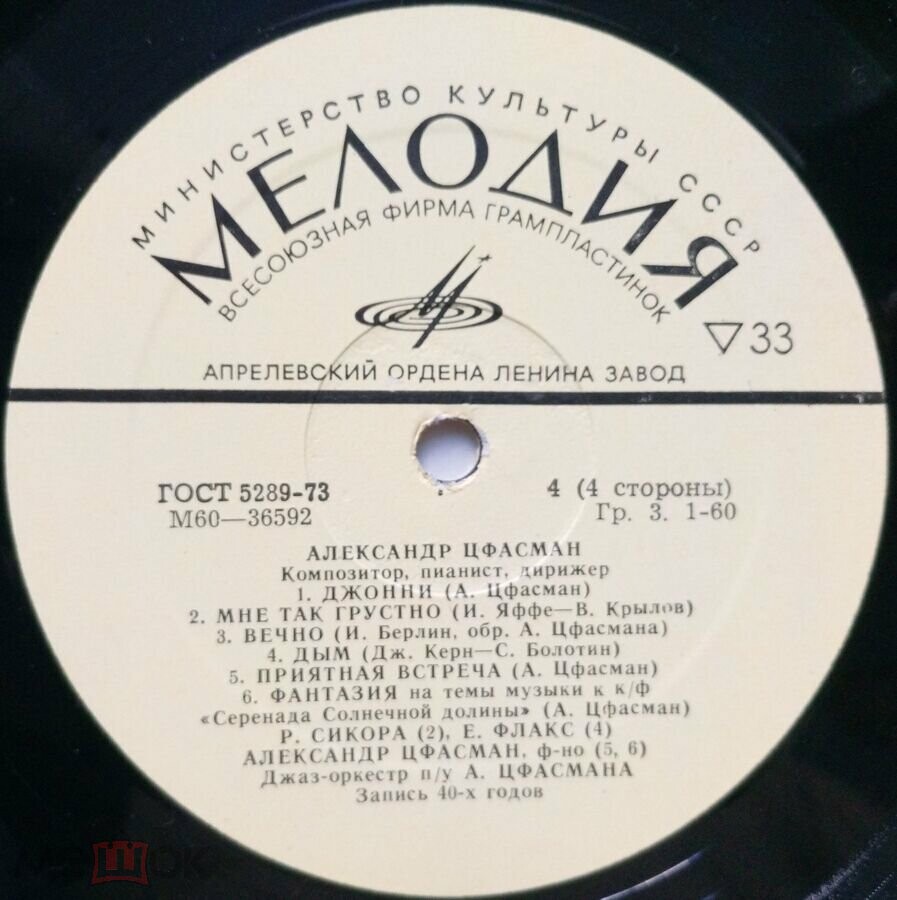 МИНИСТЕРСТВО КУЛЬТУРЫ СССР
МЕЛОДИЯ
ВСЕСОЮЗНАЯ ФИРМА ГРАМПЛАСТИНОК
▽33
АПРЕЛЕВСКИЙ ОРДЕНА ЛЕНИНА ЗАВОД
ГОСТ 5289-73
4 (4 стороны)
М60—36592
Гр. 3. 1-60
АЛЕКСАНДР ЦФАСМАН
Композитор, пианист, дирижер
1. ДЖОННИ (А. Цфасман)
2. МНЕ ТАК ГРУСТНО (И. Яффе—В. Крылов)
3. ВЕЧНО (И. Берлин, обр. А. Цфасмана)
4. ДЫМ (Дж. Керн—С. Болотин)
5. ПРИЯТНАЯ ВСТРЕЧА (А. Цфасман)
6. ФАНТАЗИЯ на темы музыки к к/ф
«Серенада Солнечной долины» (А. Цфасман)
Р. СИКОРА (2), Е. ФЛАКС (4)
АЛЕКСАНДР ЦФАСМАН, ф-но (5, 6)
Джаз-оркестр п/у А. ЦФАСМАНА
Запись 40-х годов